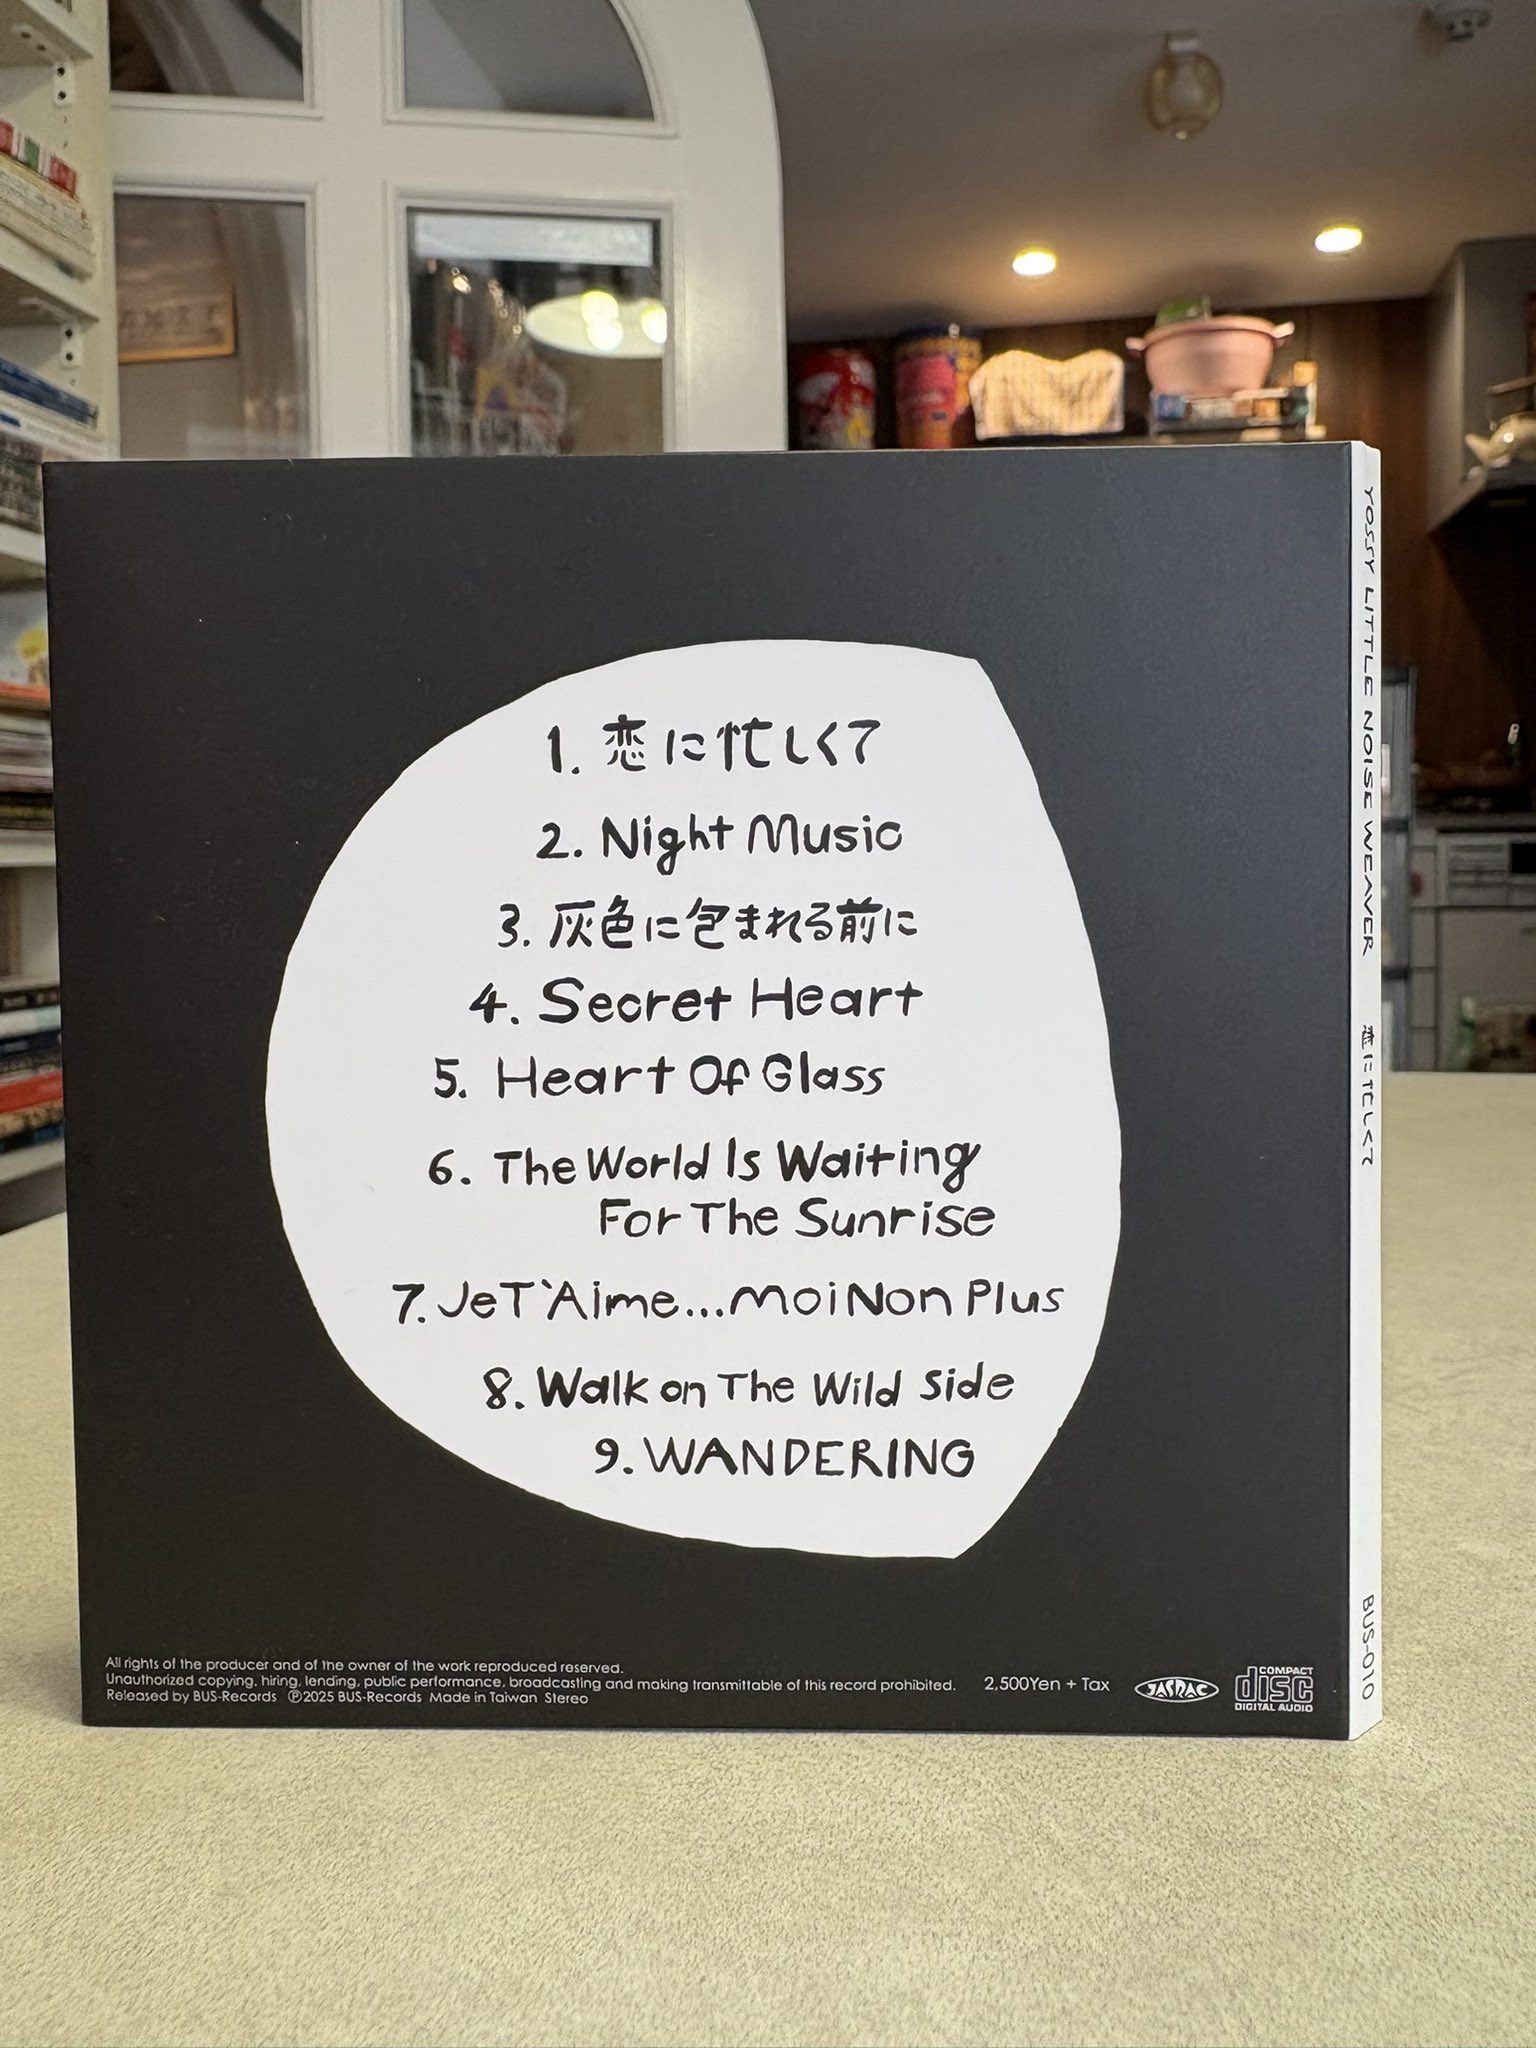 1. 恋に忙しくて
2. Night Music
3. 灰色に包まれる前に
4. Secret Heart
5. Heart Of Glass
6. The World Is Waiting
For The Sunrise
7. Je T`Aime...Moi Non Plus
8. Walk on The Wild Side
9. WANDERING
All rights of the producer and of the owner of the work reproduced reserved.
Unauthorized copying, hiring, lending, public performance, broadcasting and making transmittable of this record prohibited.
Released by BUS-Records Ⓟ2025 BUS-Records Made in Taiwan Stereo
2,500Yen + Tax
JASRAC
COMPACT
disc
DIGITAL AUDIO
YOSSY LITTLE NOISE WEAVER 恋に忙しくて BUS-010